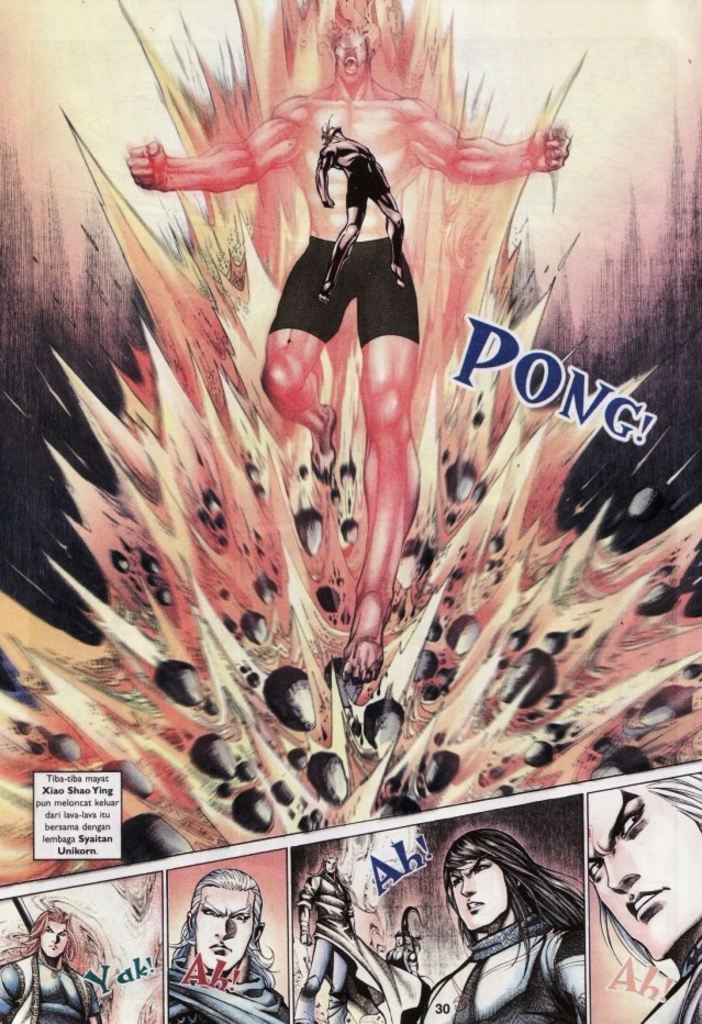 PONG!
Tiba-tiba mayat
Xiao Shao Ying
pun meloncat keluar
dari lava-lava itu
bersama dengan
lembaga Syaitan
Unikorn.
Yak!
Ah!
Ah!
Ah!
30